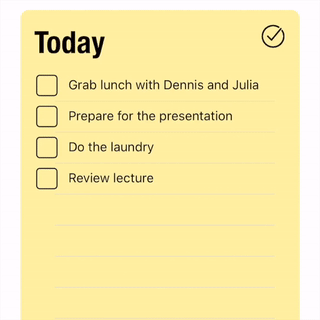 Today
Grab lunch with Dennis and Julia
Prepare for the presentation
Do the laundry
Review lecture